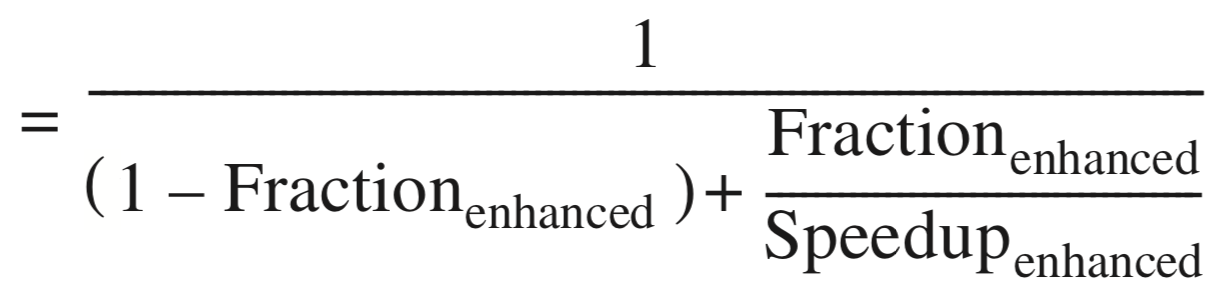 = 1 / ((1 – Fraction_enhanced) + Fraction_enhanced / Speedup_enhanced)